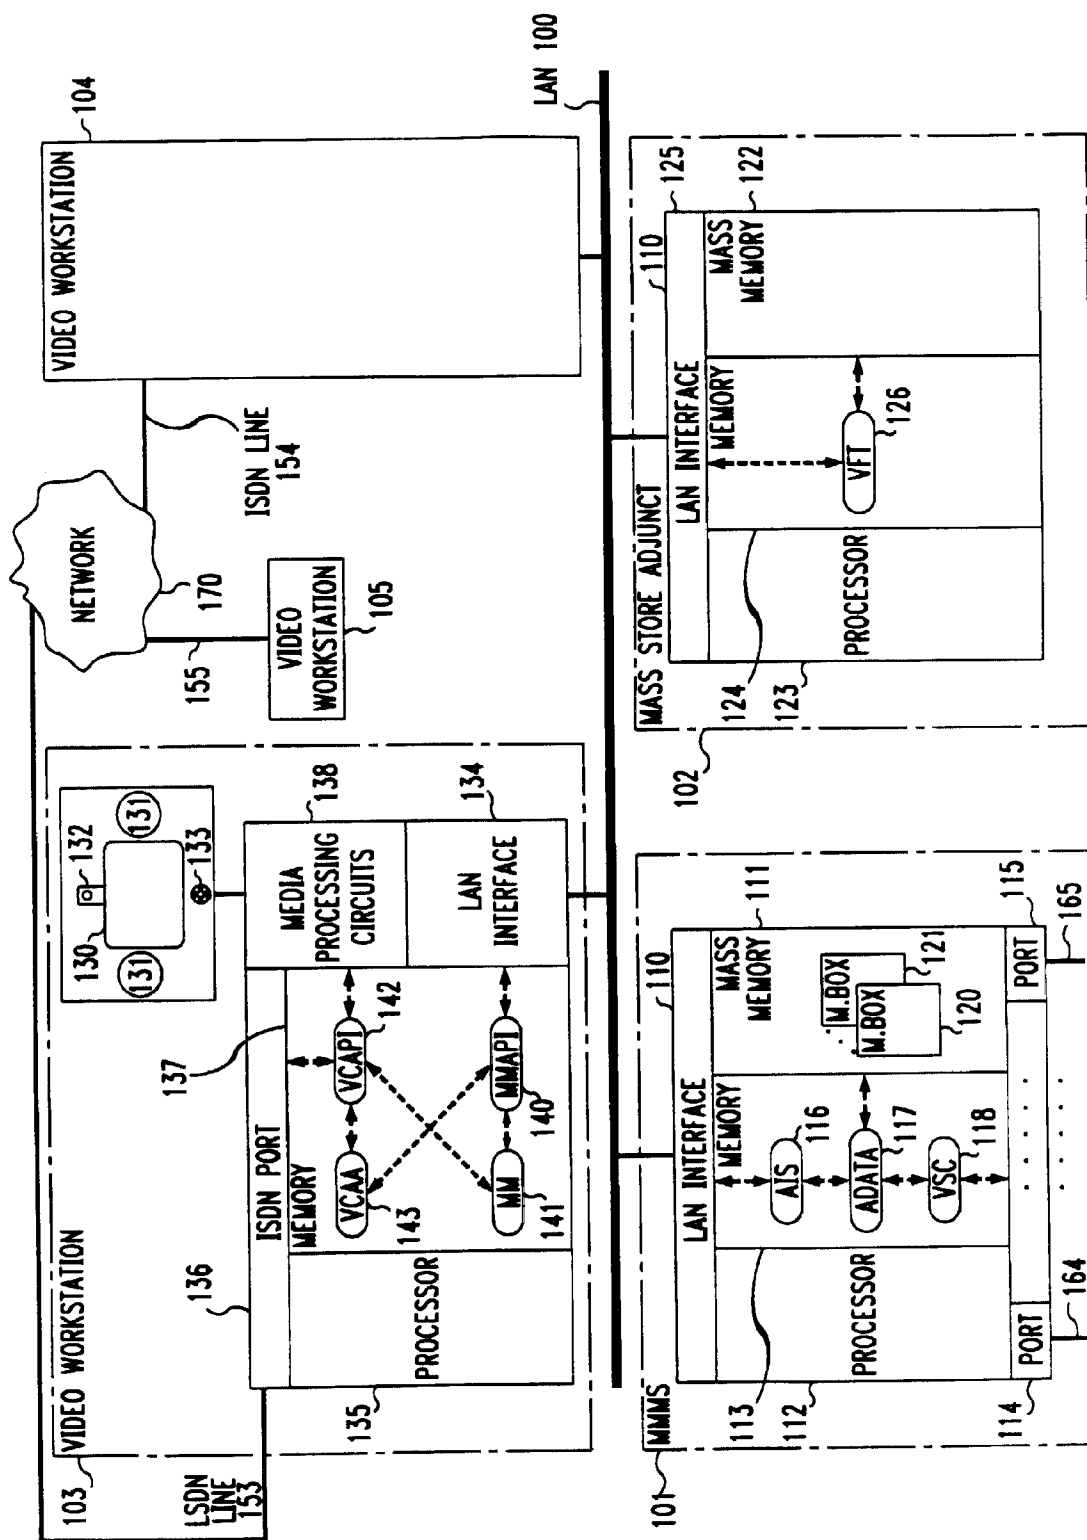 103
VIDEO WORKSTATION
LSDN
LINE
153
136
ISDN PORT
137
MEMORY
VCAA
143
VCAPI
142
MM
141
MMAPI
140
PROCESSOR
135
MEDIA
PROCESSING
CIRCUITS
138
LAN
INTERFACE
134
130
131
131
132
133
NETWORK
170
155
VIDEO
WORKSTATION
105
ISDN LINE
154
VIDEO WORKSTATION
104
LAN 100
101
MMMS
110
LAN INTERFACE
113
112
PROCESSOR
MEMORY
AIS
116
ADATA
117
VSC
118
MASS
MEMORY
111
M.BOX
121
M.BOX
120
114
PORT
164
PORT
115
165
102
MASS STORE ADJUNCT
110
LAN INTERFACE
125
124
123
PROCESSOR
MEMORY
VFT
126
MASS
MEMORY
122